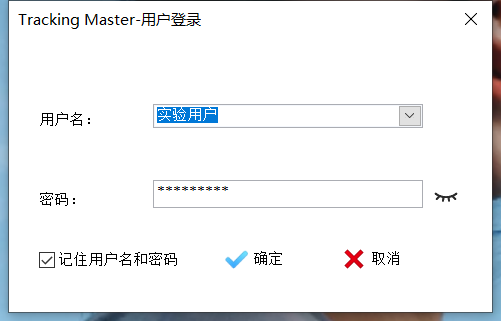 Tracking Master-用户登录
用户名：
实验用户
密码：
*********
记住用户名和密码
确定
取消